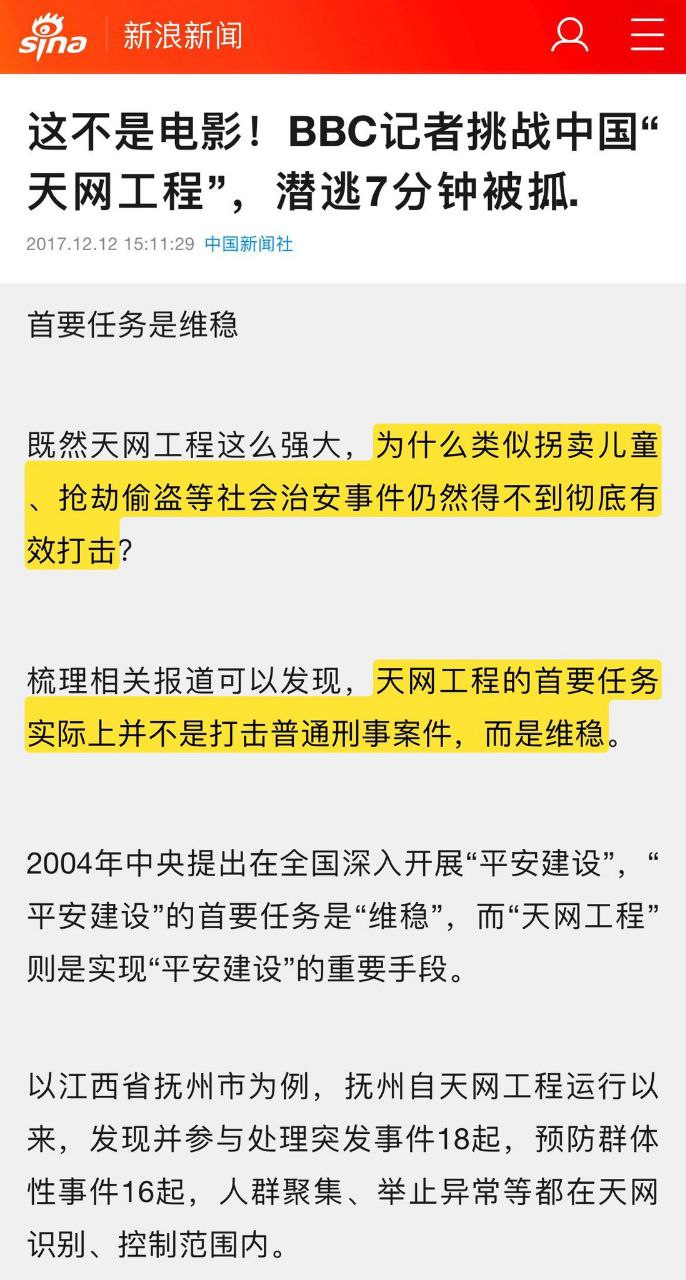 sina 新浪新闻
这不是电影！BBC记者挑战中国“
天网工程”，潜逃7分钟被抓.
2017.12.12 15:11:29 中国新闻社
首要任务是维稳
既然天网工程这么强大，为什么类似拐卖儿童
、抢劫偷盗等社会治安事件仍然得不到彻底有
效打击？
梳理相关报道可以发现，天网工程的首要任务
实际上并不是打击普通刑事案件，而是维稳。
2004年中央提出在全国深入开展“平安建设”，“
平安建设”的首要任务是“维稳”，而“天网工程”
则是实现“平安建设”的重要手段。
以江西省抚州市为例，抚州自天网工程运行以
来，发现并参与处理突发事件18起，预防群体
性事件16起，人群聚集、举止异常等都在天网
识别、控制范围内。